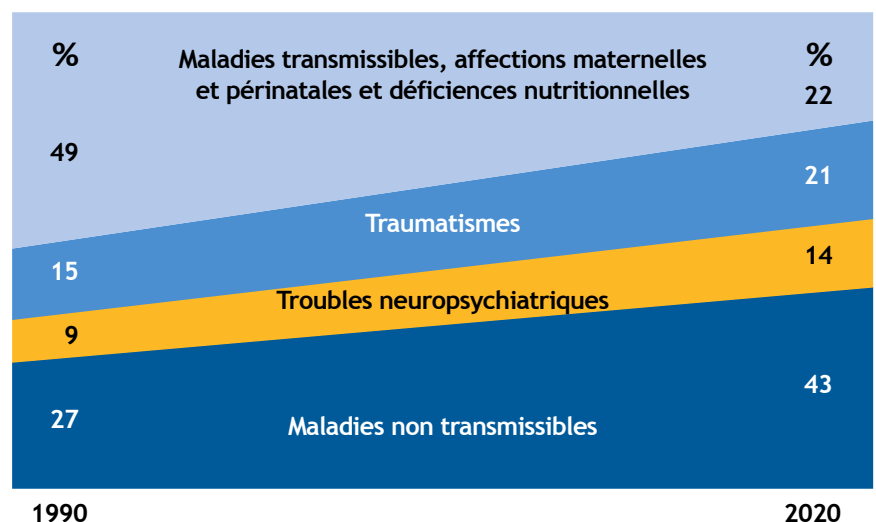 %
Maladies transmissibles, affections maternelles
et périnatales et déficiences nutritionnelles
%
22
49
21
Traumatismes
15
14
Troubles neuropsychiatriques
9
43
27
Maladies non transmissibles
1990
2020